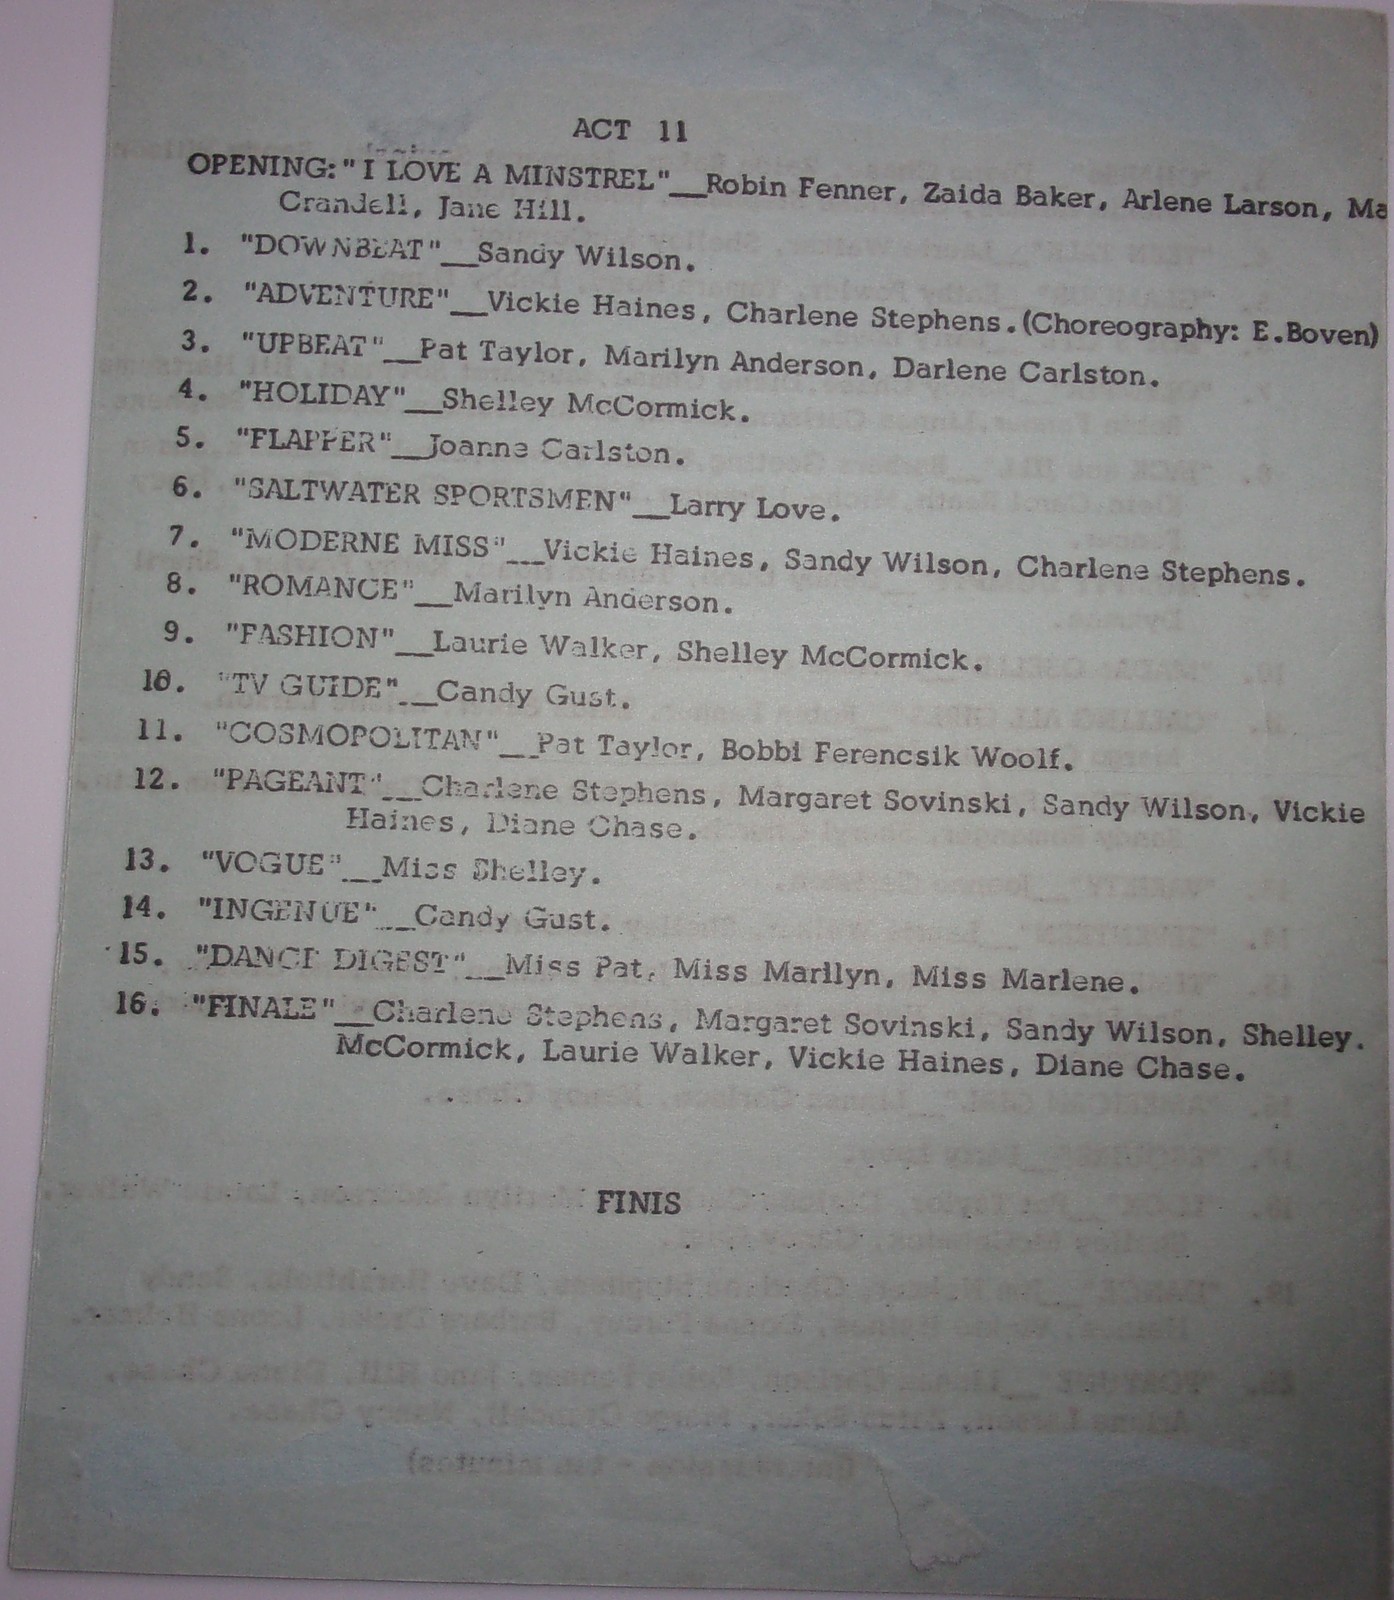 ACT 11
OPENING: "I LOVE A MINSTREL"__Robin Fenner, Zaida Baker, Arlene Larson, Ma
Crandell, Jane Hill.
1. "DOWNBEAT"__Sandy Wilson.
2. "ADVENTURE"__Vickie Haines, Charlene Stephens. (Choreography: E.Boven)
3. "UPBEAT"__Pat Taylor, Marilyn Anderson, Darlene Carlston.
4. "HOLIDAY"__Shelley McCormick.
5. "FLAPPER"__Joanne Carlston.
6. "SALTWATER SPORTSMEN"__Larry Love.
7. "MODERNE MISS"__Vickie Haines, Sandy Wilson, Charlene Stephens.
8. "ROMANCE"__Marilyn Anderson.
9. "FASHION"__Laurie Walker, Shelley McCormick.
10. "TV GUIDE"__Candy Gust.
11. "COSMOPOLITAN"__Pat Taylor, Bobbi Ferencsik Woolf.
12. "PAGEANT"__Charlene Stephens, Margaret Sovinski, Sandy Wilson, Vickie
Haines, Diane Chase.
13. "VOGUE"__Miss Shelley.
14. "INGENUE"__Candy Gust.
15. "DANCE DIGEST"__Miss Pat, Miss Marilyn, Miss Marlene.
16. "FINALE"__Charlene Stephens, Margaret Sovinski, Sandy Wilson, Shelley.
McCormick, Laurie Walker, Vickie Haines, Diane Chase.
FINIS